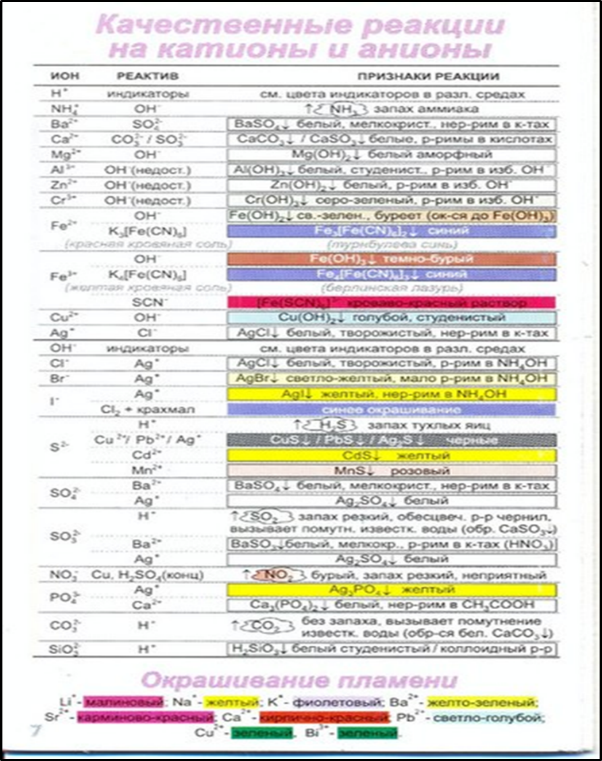 Качественные реакции
на катионы и анионы
ИОН РЕАКТИВ ПРИЗНАКИ РЕАКЦИИ
H⁺ индикаторы см. цвета индикаторов в разл. средах
NH₄⁺ OH⁻ ↑ NH₃ запах аммиака
Ba²⁺ SO₄²⁻ BaSO₄↓ белый, мелкокрист., нер-рим в к-тах
Ca²⁺ CO₃²⁻ / SO₃²⁻ CaCO₃↓ / CaSO₃↓ белые, р-римы в кислотах
Mg²⁺ OH⁻ Mg(OH)₂↓ белый аморфный
Al³⁺ OH⁻(недост.) Al(OH)₃↓ белый, студенист., р-рим в изб. OH⁻
Zn²⁺ OH⁻(недост.) Zn(OH)₂↓ белый, р-рим в изб. OH⁻
Cr³⁺ OH⁻(недост.) Cr(OH)₃↓ серо-зеленый, р-рим в изб. OH⁻
Fe²⁺ OH⁻ Fe(OH)₂↓ св.-зелен., буреет (ок-ся до Fe(OH)₃)
K₃[Fe(CN)₆] Fe₃[Fe(CN)₆]₂↓ синий
(красная кровяная соль) (турнбулева синь)
Fe³⁺ OH⁻ Fe(OH)₃↓ темно-бурый
K₄[Fe(CN)₆] Fe₄[Fe(CN)₆]₃↓ синий
(желтая кровяная соль) (берлинская лазурь)
SCN⁻ [Fe(SCN)₆]³⁻ кроваво-красный раствор
Cu²⁺ OH⁻ Cu(OH)₂↓ голубой, студенистый
Ag⁺ Cl⁻ AgCl↓ белый, творожистый, нер-рим в к-тах
OH⁻ индикаторы см. цвета индикаторов в разл. средах
Cl⁻ Ag⁺ AgCl↓ белый, творожистый, р-рим в NH₄OH
Br⁻ Ag⁺ AgBr↓ светло-желтый, мало р-рим в NH₄OH
I⁻ Ag⁺ AgI↓ желтый, нер-рим в NH₄OH
Cl₂ + крахмал синее окрашивание
S²⁻ H⁺ ↑ H₂S запах тухлых яиц
Cu²⁺/ Pb²⁺/ Ag⁺ CuS↓ / PbS↓ / Ag₂S↓ черные
Cd²⁺ CdS↓ желтый
Mn²⁺ MnS↓ розовый
SO₄²⁻ Ba²⁺ BaSO₄↓ белый, мелкокрист., нер-рим в к-тах
Ag⁺ Ag₂SO₄↓ белый
SO₃²⁻ H⁺ ↑ SO₂ запах резкий, обесцвеч. р-р чернил,
вызывает помутн. известк. воды (обр. CaSO₃↓)
Ba²⁺ BaSO₃↓белый, мелкокр., р-рим в к-тах (HNO₃)
Ag⁺ Ag₂SO₄↓ белый
NO₃⁻ Cu, H₂SO₄(конц) ↑ NO₂ бурый, запах резкий, неприятный
PO₄³⁻ Ag⁺ Ag₃PO₄↓ желтый
Ca²⁺ Ca₃(PO₄)₂↓ белый, нер-рим в CH₃COOH
CO₃²⁻ H⁺ ↑ CO₂ без запаха, вызывает помутнение
известк. воды (обр-ся бел. CaCO₃↓)
SiO₃²⁻ H⁺ H₂SiO₃↓ белый студенистый / коллоидный р-р
Окрашивание пламени
Li⁺- малиновый; Na⁺- желтый; K⁺- фиолетовый; Ba²⁺- желто-зеленый;
Sr²⁺- карминово-красный; Ca²⁺- кирпично-красный; Pb²⁺- светло-голубой;
Cu²⁺- зеленый, Bi³⁺- зеленый.
7